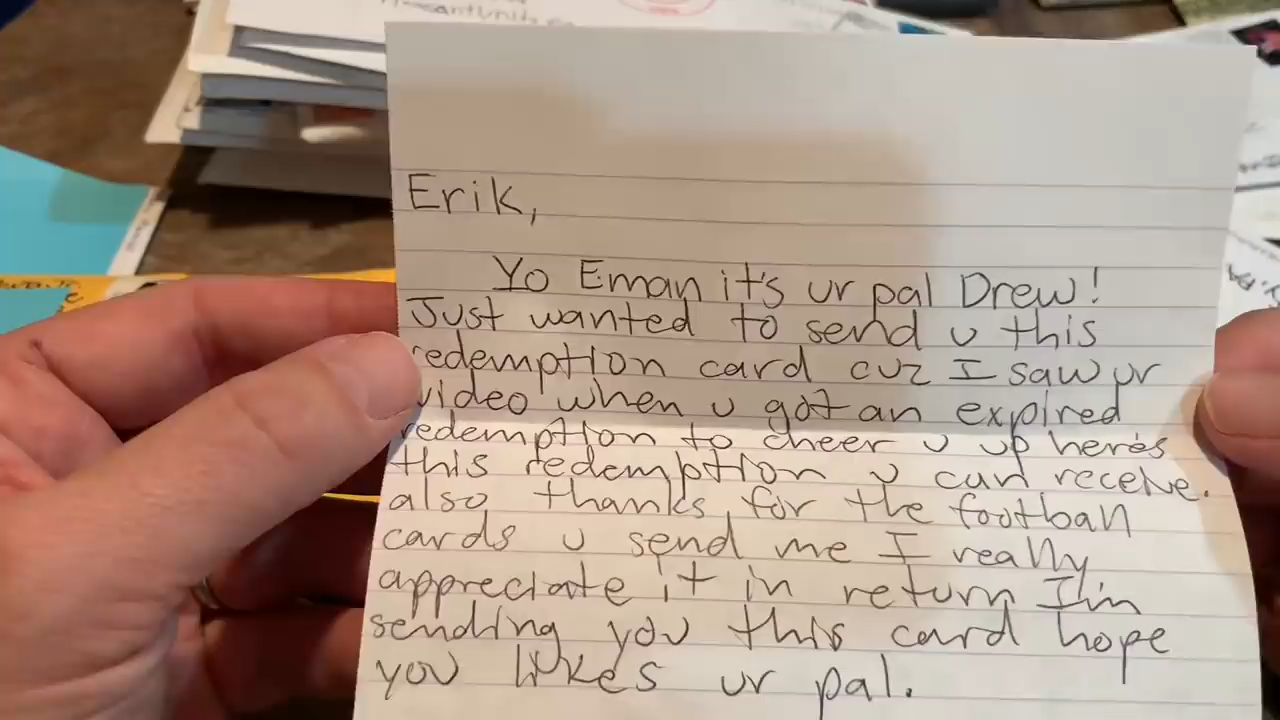 Erik,
Yo Eman it's ur pal Drew!
Just wanted to send u this
redemption card cuz I saw ur
video when u got an expired
redemption to cheer u up here's
this redemption u can receive.
also thanks for the football
cards u send me I really
appreciate it in return I'm
sending you this card hope
you likes ur pal.